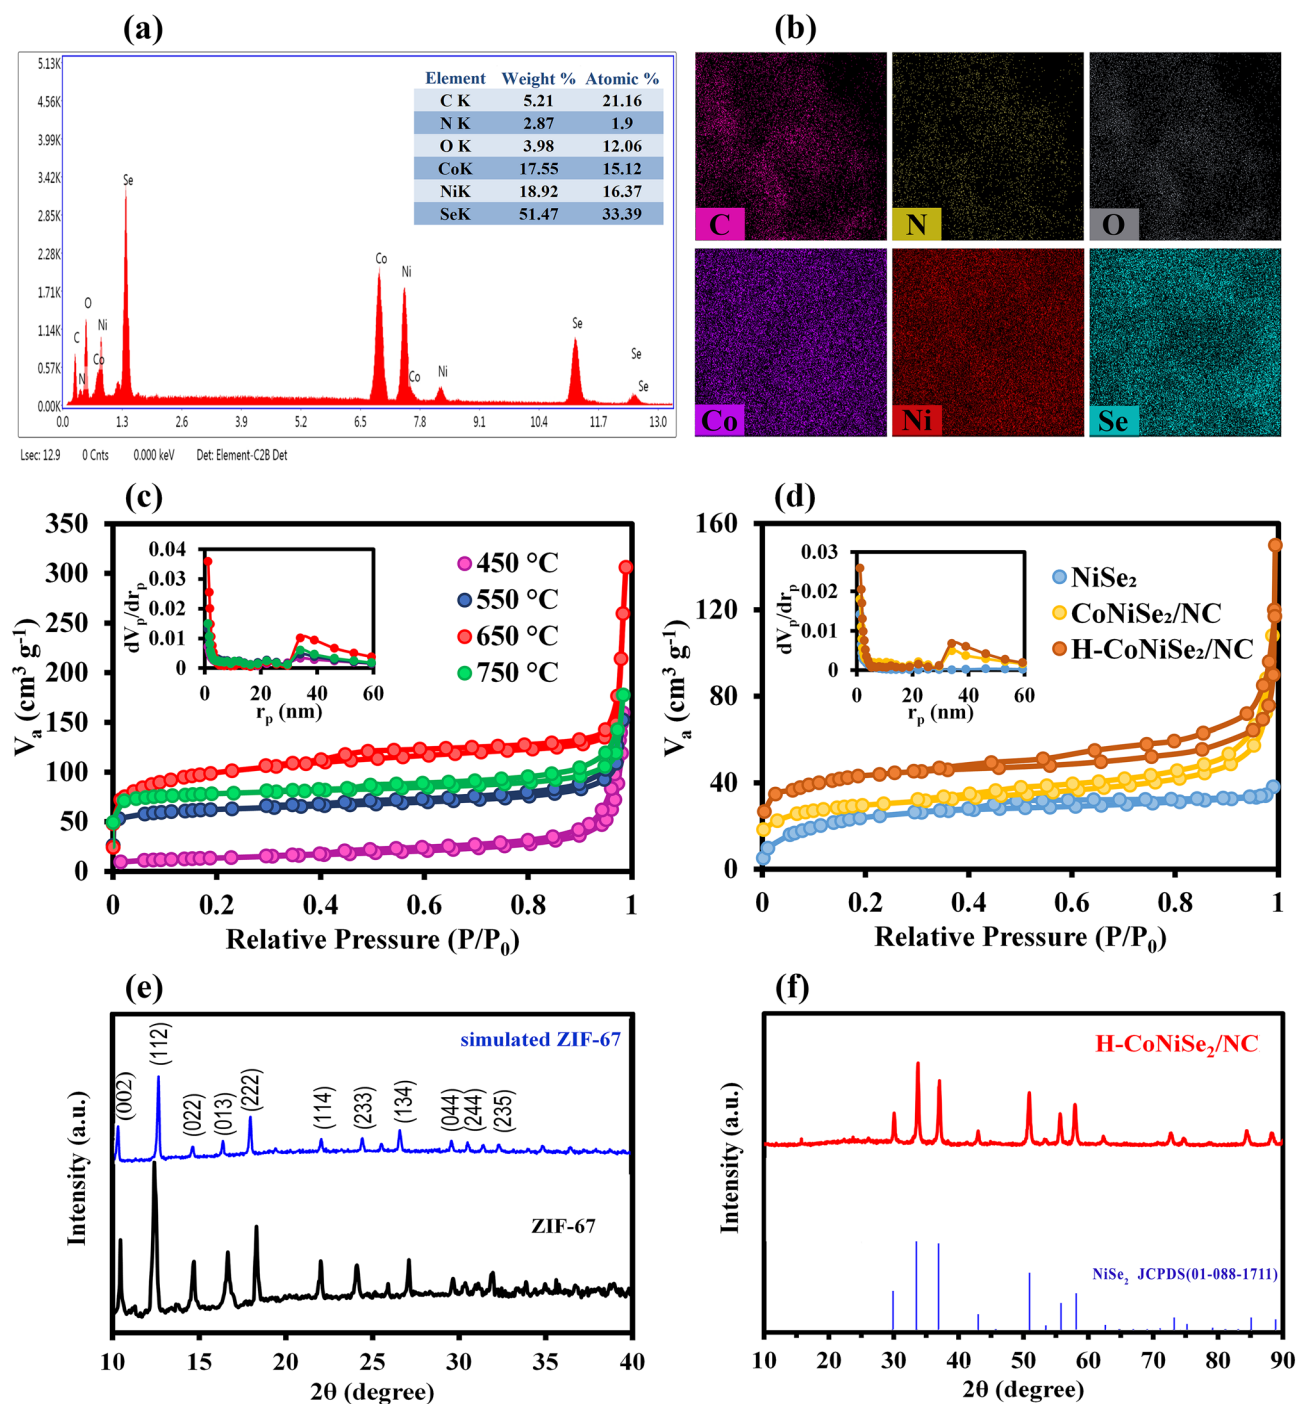 (a)
5.13K
4.56K
3.99K
3.42K
2.85K
2.28K
1.71K
1.14K
0.57K
0.00K
Element Weight % Atomic %
C K 5.21 21.16
N K 2.87 1.9
O K 3.98 12.06
CoK 17.55 15.12
NiK 18.92 16.37
SeK 51.47 33.39
C
N
O
Co
Ni
Se
Co
Ni
Co
Ni
Se
Se
Se
0.0 1.3 2.6 3.9 5.2 6.5 7.8 9.1 10.4 11.7 13.0
Lsec: 12.9 0 Cnts 0.000 keV Det: Element-C2B Det
(b)
C N O
Co Ni Se
(c)
Vₐ (cm³ g⁻¹)
350
300
250
200
150
100
50
0
0 0.2 0.4 0.6 0.8 1
Relative Pressure (P/P₀)
dVₚ/drₚ
0.04
0.03
0.02
0.01
0
0 20 40 60
rₚ (nm)
450 °C
550 °C
650 °C
750 °C
(d)
Vₐ (cm³ g⁻¹)
160
120
80
40
0
0 0.2 0.4 0.6 0.8 1
Relative Pressure (P/P₀)
dVₚ/drₚ
0.03
0.02
0.01
0
0 20 40 60
rₚ (nm)
NiSe₂
CoNiSe₂/NC
H-CoNiSe₂/NC
(e)
Intensity (a.u.)
simulated ZIF-67
(002) (112) (022) (013) (222) (114) (233) (134) (044) (244) (235)
ZIF-67
10 15 20 25 30 35 40
2θ (degree)
(f)
Intensity (a.u.)
H-CoNiSe₂/NC
NiSe₂ JCPDS(01-088-1711)
10 20 30 40 50 60 70 80 90
2θ (degree)